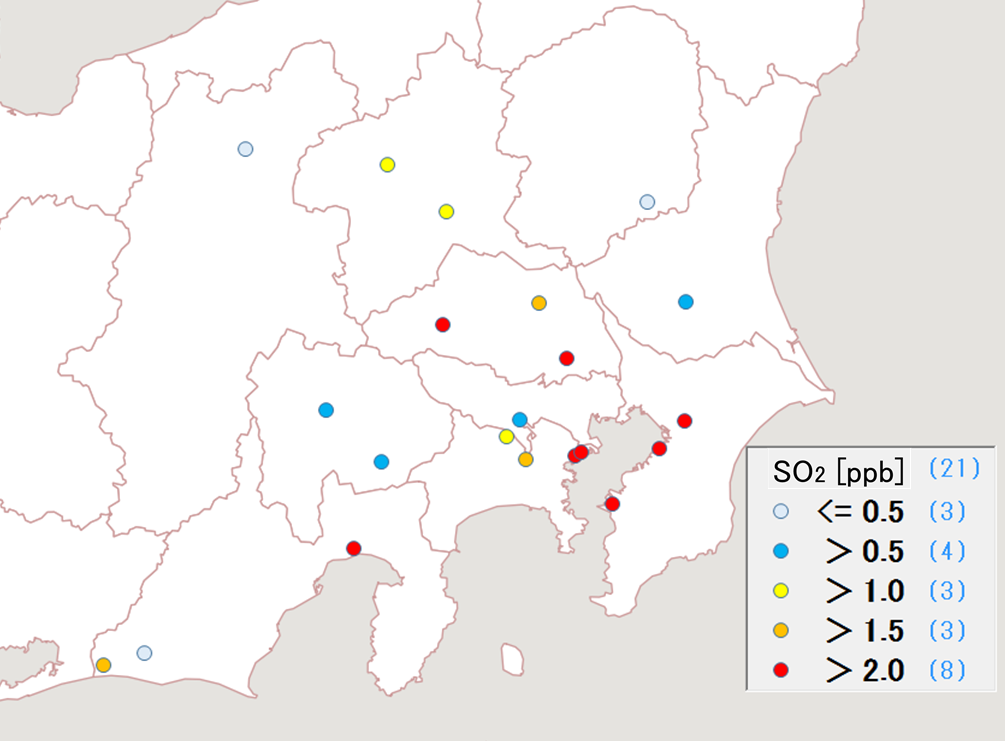 SO2 [ppb] (21)
<= 0.5 (3)
> 0.5 (4)
> 1.0 (3)
> 1.5 (3)
> 2.0 (8)